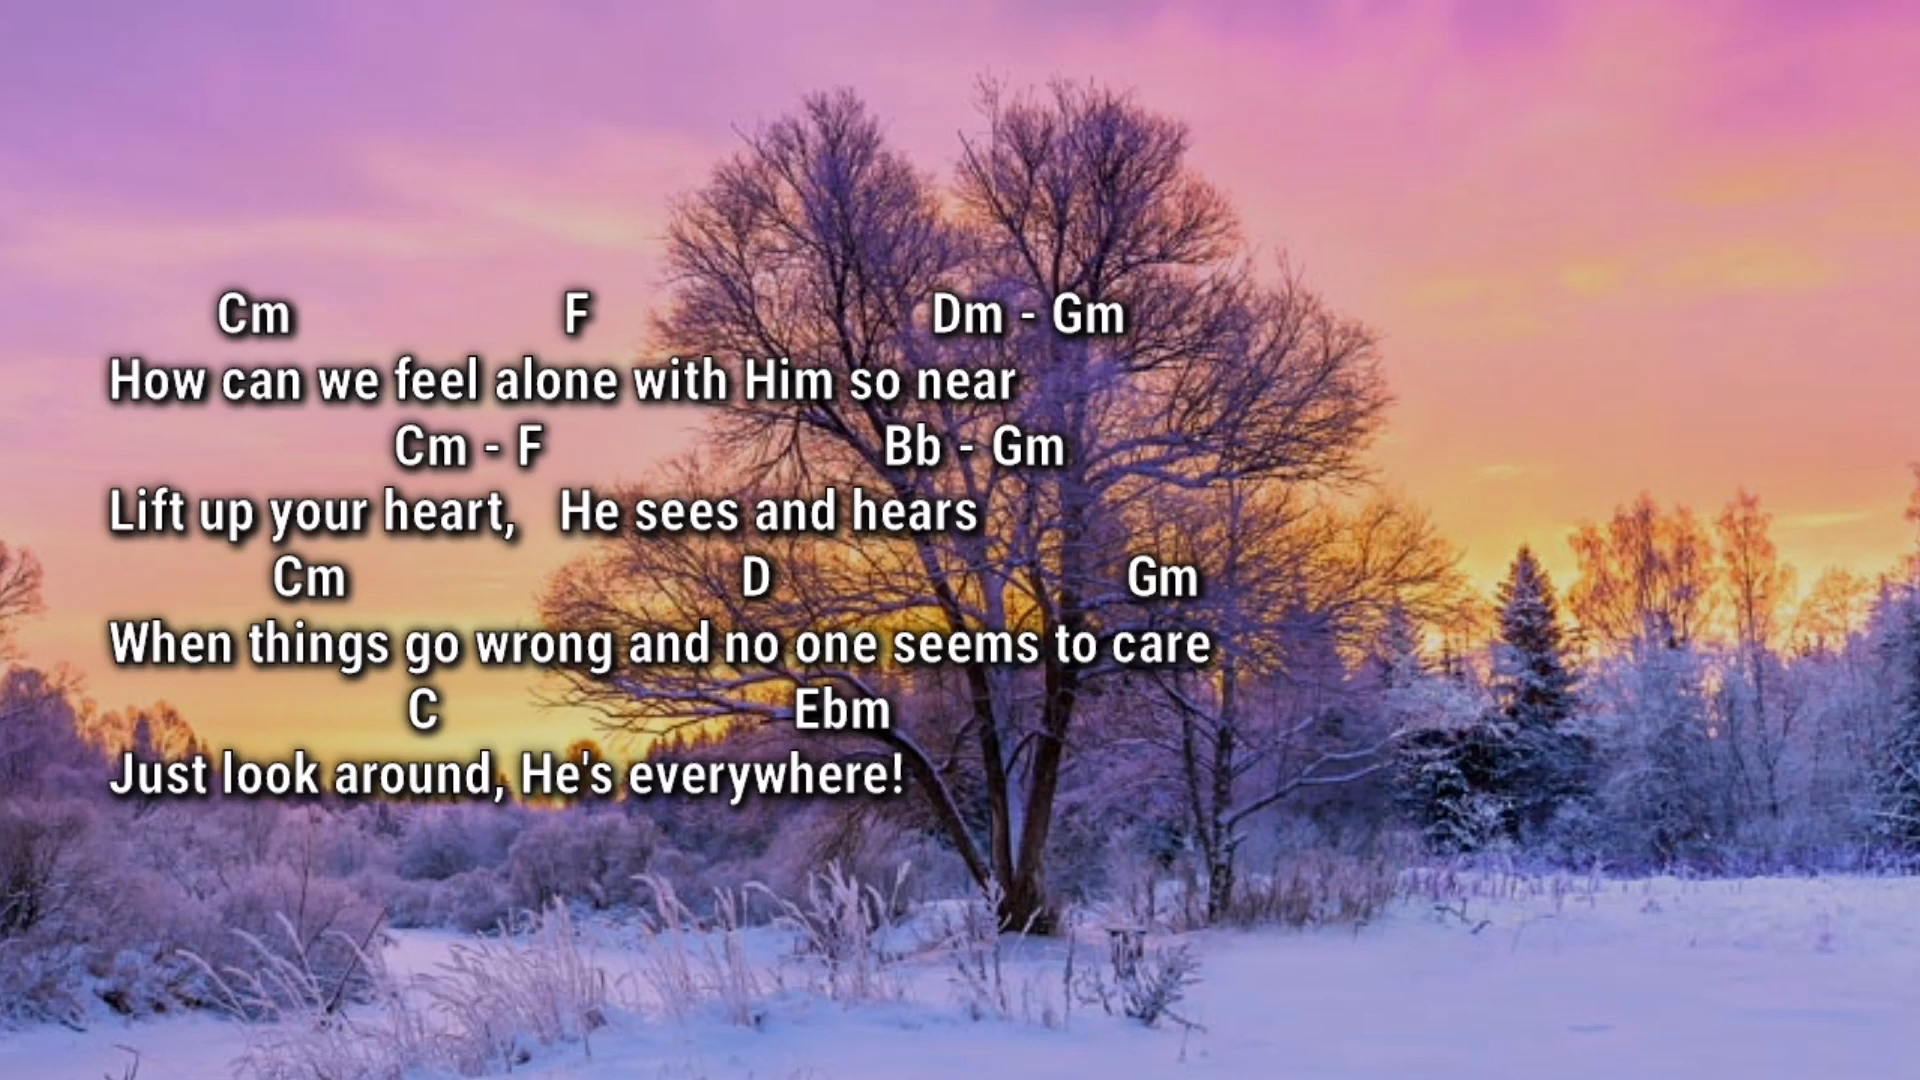 Cm F Dm - Gm
How can we feel alone with Him so near
Cm - F Bb - Gm
Lift up your heart, He sees and hears
Cm D Gm
When things go wrong and no one seems to care
C Ebm
Just look around, He's everywhere!